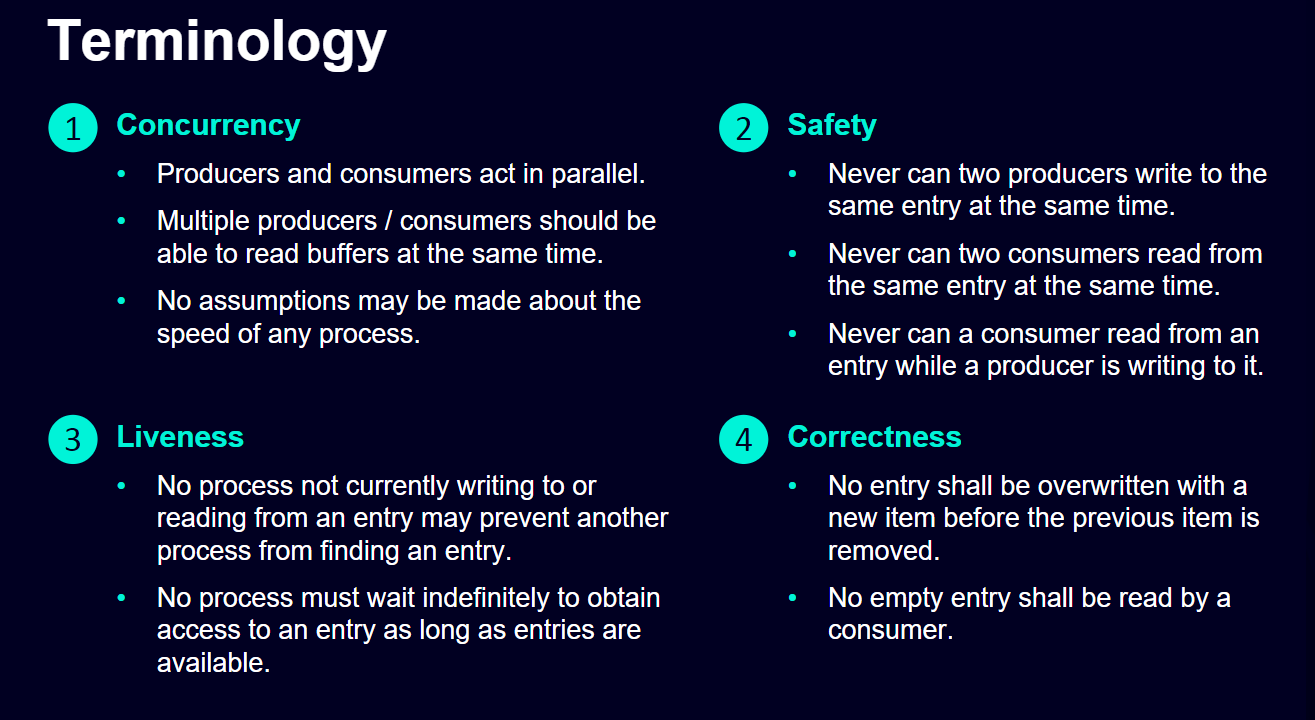 Terminology
1 Concurrency
• Producers and consumers act in parallel.
• Multiple producers / consumers should be
able to read buffers at the same time.
• No assumptions may be made about the
speed of any process.
2 Safety
• Never can two producers write to the
same entry at the same time.
• Never can two consumers read from
the same entry at the same time.
• Never can a consumer read from an
entry while a producer is writing to it.
3 Liveness
• No process not currently writing to or
reading from an entry may prevent another
process from finding an entry.
• No process must wait indefinitely to obtain
access to an entry as long as entries are
available.
4 Correctness
• No entry shall be overwritten with a
new item before the previous item is
removed.
• No empty entry shall be read by a
consumer.